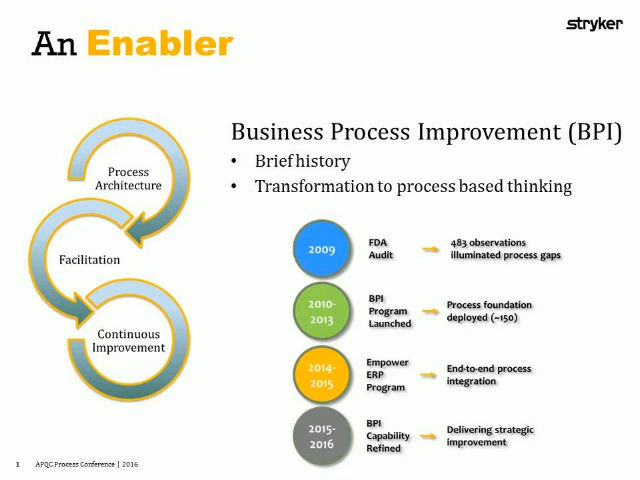 stryker
An Enabler
Business Process Improvement (BPI)
• Brief history
• Transformation to process based thinking
Process
Architecture
Facilitation
Continuous
Improvement
2009
FDA
Audit
483 observations
illuminated process gaps
2010-
2013
BPI
Program
Launched
Process foundation
deployed (~150)
2014-
2015
Empower
ERP
Program
End-to-end process
integration
2015-
2016
BPI
Capability
Refined
Delivering strategic
improvement
1 APQC Process Conference | 2016